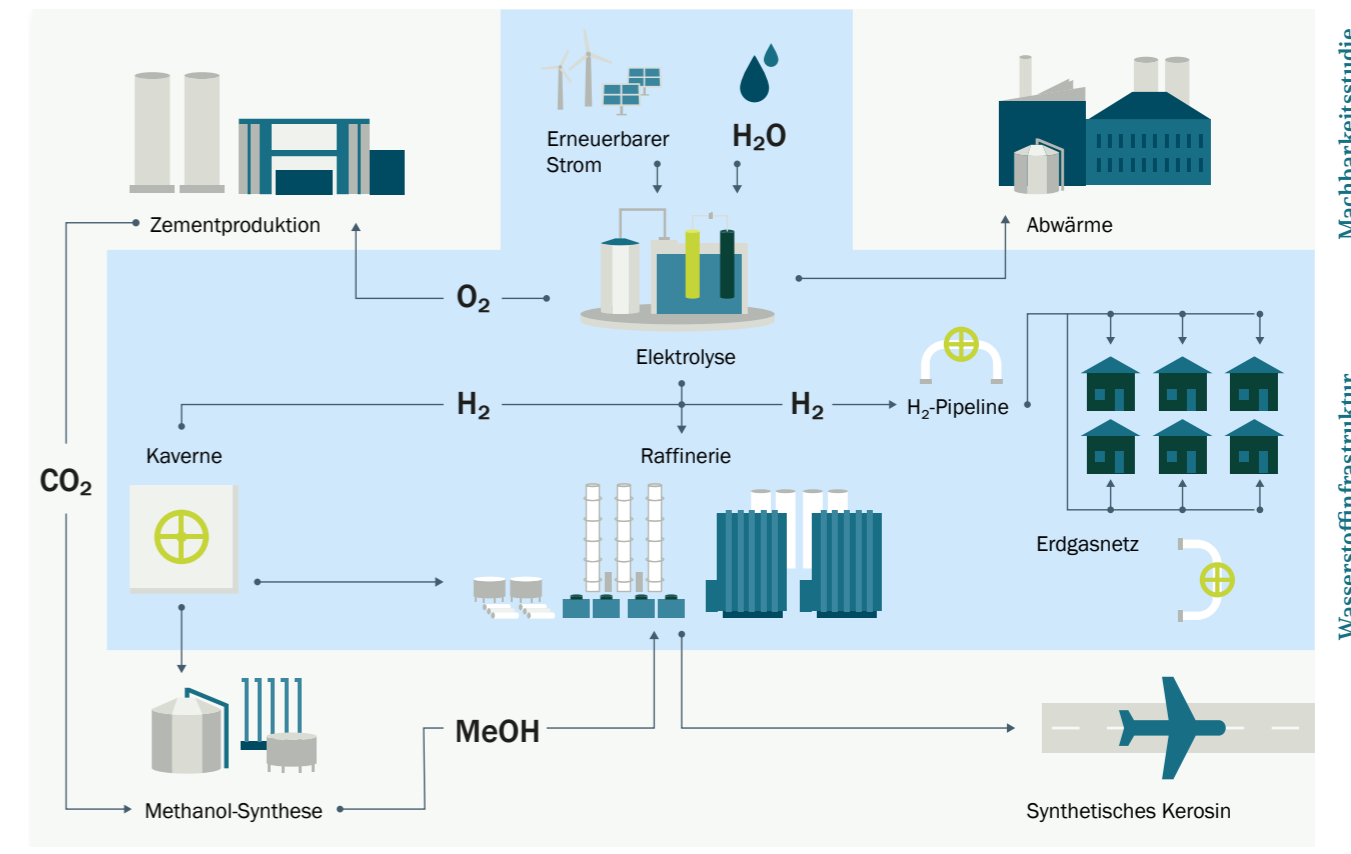 Erneuerbarer
Strom
H₂O
Zementproduktion
Abwärme
O₂
Elektrolyse
H₂
H₂
H₂-Pipeline
Kaverne
Raffinerie
CO₂
Erdgasnetz
MeOH
Methanol-Synthese
Synthetisches Kerosin
Machbarkeitsstudie
Wasserstoffinfrastruktur